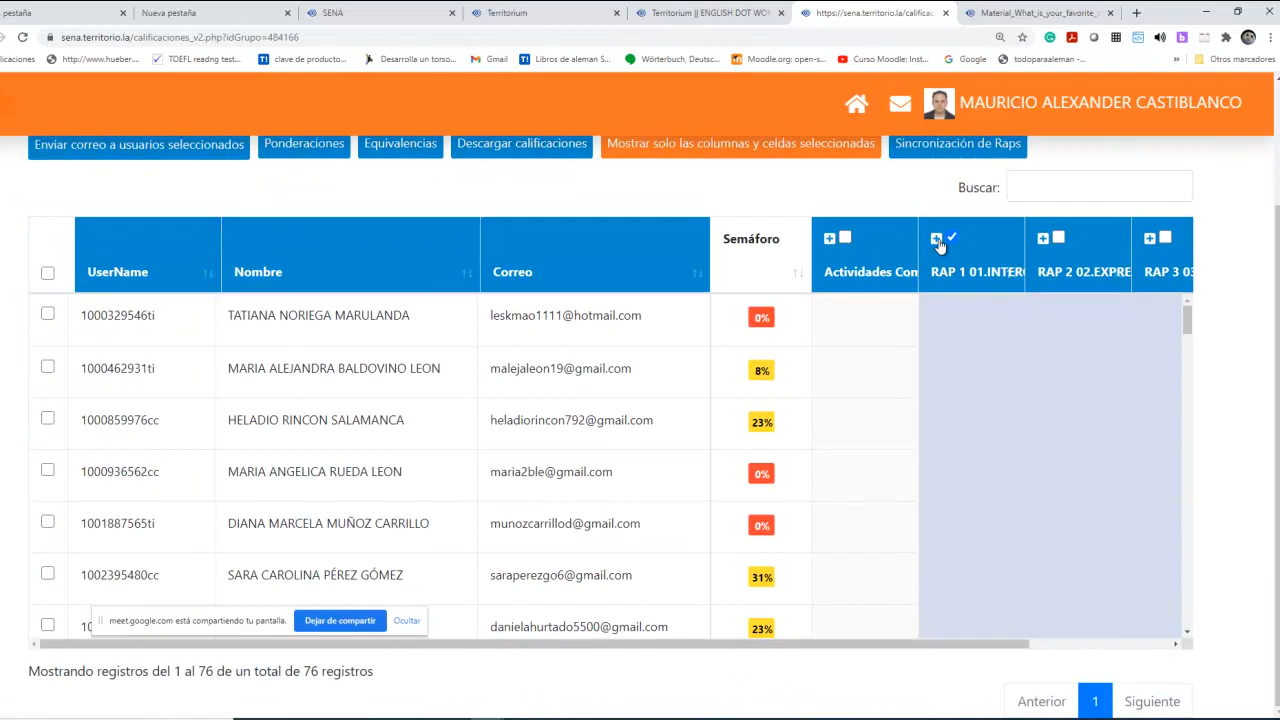 pestaña
Nueva pestaña
SENA
Territorium
Territorium || ENGLISH DOT WO
https://sena.territorio.la/calificac
Material_What_is_your_favorite_
sena.territorio.la/calificaciones_v2.php?idGrupo=484166
caciones
http://www.hueber...
TOEFL readng test...
clave de producto...
Desarrolla un torso...
Gmail
Libros de aleman S...
Wörterbuch, Deutsc...
Moodle.org: open-s...
Curso Moodle: Inst...
Google
todoparaaleman -...
Otros marcadores
MAURICIO ALEXANDER CASTIBLANCO
Enviar correo a usuarios seleccionados
Ponderaciones
Equivalencias
Descargar calificaciones
Mostrar solo las columnas y celdas seleccionadas
Sincronización de Raps
Buscar:
UserName
Nombre
Correo
Semáforo
Actividades Com
RAP 1 01.INTER
RAP 2 02.EXPRE
RAP 3 03
1000329546ti TATIANA NORIEGA MARULANDA leskmao1111@hotmail.com 0%
1000462931ti MARIA ALEJANDRA BALDOVINO LEON malejaleon19@gmail.com 8%
1000859976cc HELADIO RINCON SALAMANCA heladiorincon792@gmail.com 23%
1000936562cc MARIA ANGELICA RUEDA LEON maria2ble@gmail.com 0%
1001887565ti DIANA MARCELA MUÑOZ CARRILLO munozcarrillod@gmail.com 0%
1002395480cc SARA CAROLINA PÉREZ GÓMEZ saraperezgo6@gmail.com 31%
10 danielahurtado5500@gmail.com 23%
meet.google.com está compartiendo tu pantalla.
Dejar de compartir
Ocultar
Mostrando registros del 1 al 76 de un total de 76 registros
Anterior
1
Siguiente